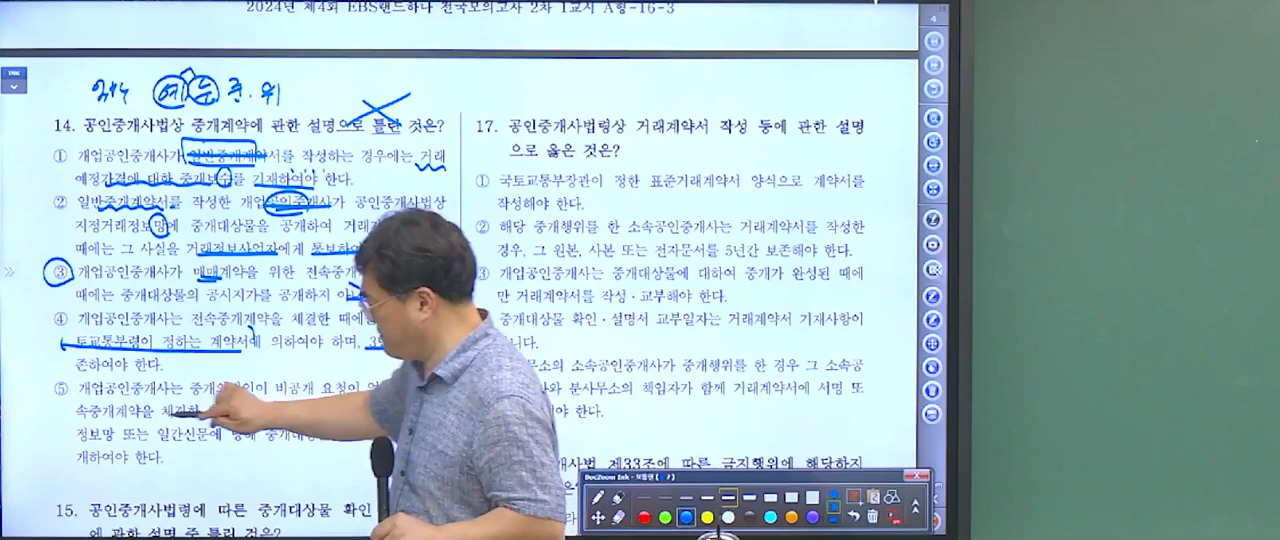 2024년 제4회 EBS랜드하나 전국모의고사 2차 1교시 A형-16-3
14. 공인중개사법상 중개계약에 관한 설명으로 틀린 것은?
① 개업공인중개사가 일반중개계약서를 작성하는 경우에는 거래
예정가격에 대한 중개보수를 기재하여야 한다.
② 일반중개계약서를 작성한 개업공인중개사가 공인중개사법상
지정거래정보망에 중개대상물을 공개하여 거래
때에는 그 사실을 거래정보사업자에게 통보하여
③ 개업공인중개사가 매매계약을 위한 전속중개
때에는 중개대상물의 공시지가를 공개하지 아니
④ 개업공인중개사는 전속중개계약을 체결한 때에는
토교통부령이 정하는 계약서에 의하여야 하며, 3년
존하여야 한다.
⑤ 개업공인중개사는 중개의뢰인이 비공개 요청이
속중개계약을
정보망 또는 일간신문에
개하여야 한다.
15. 공인중개사법령에 따른 중개대상물 확인
에 관한 설명 중 틀린 것은?
17. 공인중개사법령상 거래계약서 작성 등에 관한 설명
으로 옳은 것은?
① 국토교통부장관이 정한 표준거래계약서 양식으로 계약서를
작성해야 한다.
② 해당 중개행위를 한 소속공인중개사는 거래계약서를 작성한
경우, 그 원본, 사본 또는 전자문서를 5년간 보존해야 한다.
③ 개업공인중개사는 중개대상물에 대하여 중개가 완성된 때에
만 거래계약서를 작성·교부해야 한다.
중개대상물 확인·설명서 교부일자는 거래계약서 기재사항이
니다.
무소의 소속공인중개사가 중개행위를 한 경우 그 소속공
사와 분사무소의 책임자가 함께 거래계약서에 서명 또
야 한다.
개사법 제33조에 따른 금지행위에 해당하지
DocZoom Ink
INK
4